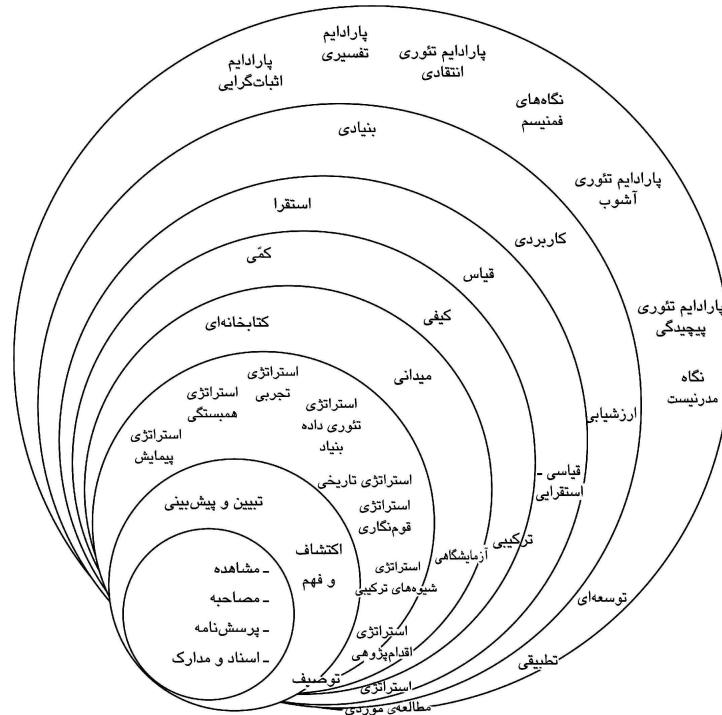 پارادایم
اثبات‌گرایی
پارادایم
تفسیری
پارادایم تئوری
انتقادی
نگاه‌های
فمنیسم
پارادایم تئوری
آشوب
پارادایم تئوری
پیچیدگی
نگاه
مدرنیست
بنیادی
کاربردی
ارزشیابی
توسعه‌ای
تطبیقی
استقرا
قیاس
قیاسی -
استقرایی
کمّی
کیفی
ترکیبی
کتابخانه‌ای
میدانی
آزمایشگاهی
استراتژی
تجربی
استراتژی
همبستگی
استراتژی
پیمایش
استراتژی
تئوری داده
بنیاد
استراتژی تاریخی
استراتژی
قوم‌نگاری
استراتژی
شیوه‌های ترکیبی
استراتژی
اقدام‌پژوهی
استراتژی
مطالعه‌ی موردی
تبیین و پیش‌بینی
اکتشاف
و فهم
توصیف
- مشاهده
- مصاحبه
- پرسش‌نامه
- اسناد و مدارک